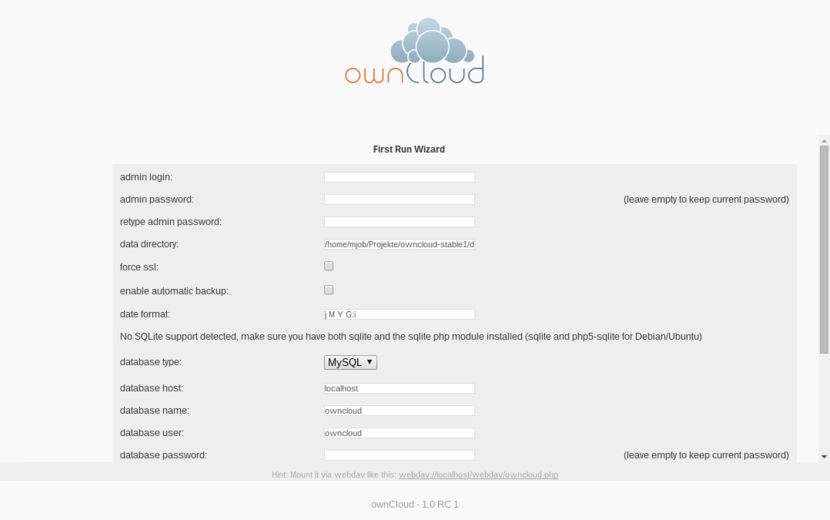 ownCloud
First Run Wizard
admin login:
admin password: (leave empty to keep current password)
retype admin password:
data directory: /home/mjob/Projekte/owncloud-stable1/d
force ssl:
enable automatic backup:
date format: j M Y G:i
No SQLite support detected, make sure you have both sqlite and the sqlite php module installed (sqlite and php5-sqlite for Debian/Ubuntu)
database type: MySQL
database host: localhost
database name: owncloud
database user: owncloud
database password: (leave empty to keep current password)
Hint: Mount it via webdav like this: webdav://localhost/webdav/owncloud.php
ownCloud - 1.0 RC 1